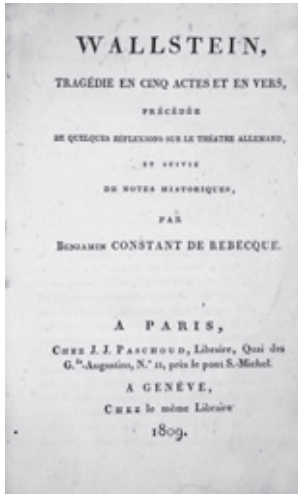 WALLSTEIN,
TRAGÉDIE EN CINQ ACTES ET EN VERS,
PRÉCÉDÉE
DE QUELQUES RÉFLEXIONS SUR LE THÉATRE ALLEMAND,
ET SUIVIE
DE NOTES HISTORIQUES,
PAR
BENJAMIN CONSTANT DE REBECQUE.
A PARIS,
CHEZ J. J. PASCHOUD, Libraire, Quai des
G.ds-Augustins, N.° 11, près le pont S.-Michel.
A GENÈVE,
CHEZ le même Libraire
1809.